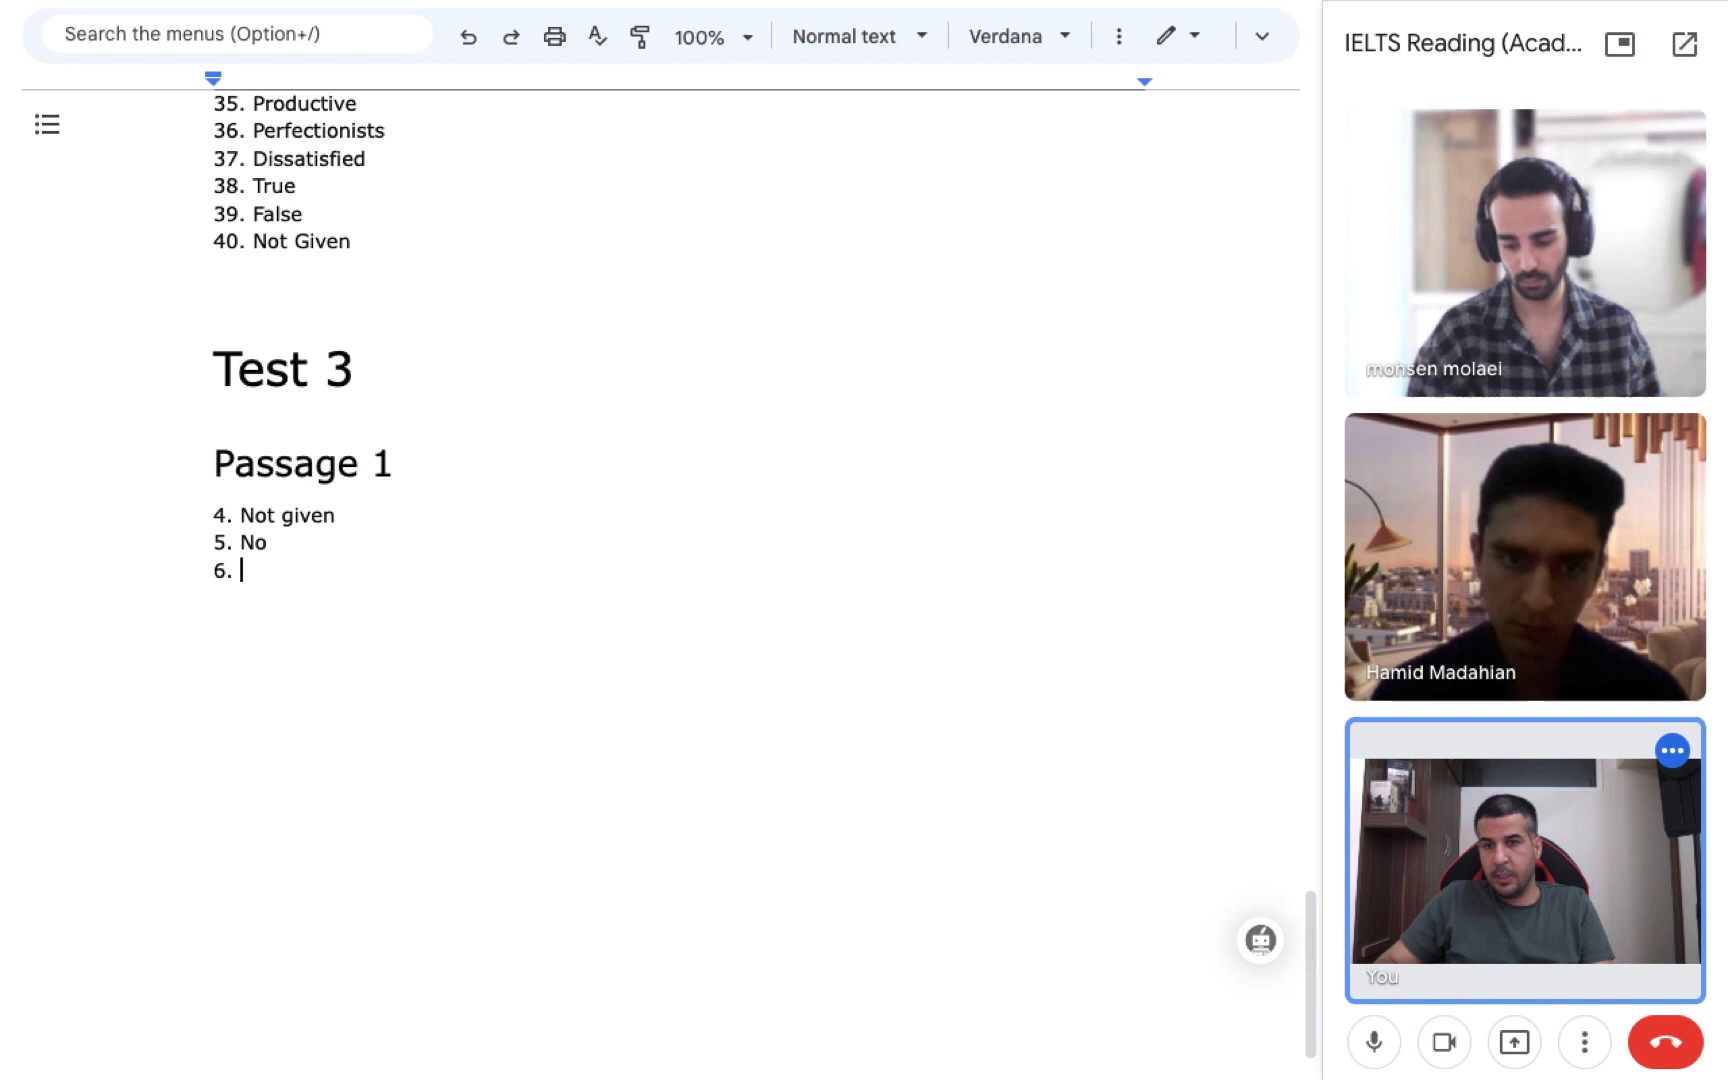 Search the menus (Option+/)
100%
Normal text
Verdana
IELTS Reading (Acad...
35. Productive
36. Perfectionists
37. Dissatisfied
38. True
39. False
40. Not Given
Test 3
Passage 1
4. Not given
5. No
6.
mohsen molaei
Hamid Madahian
You